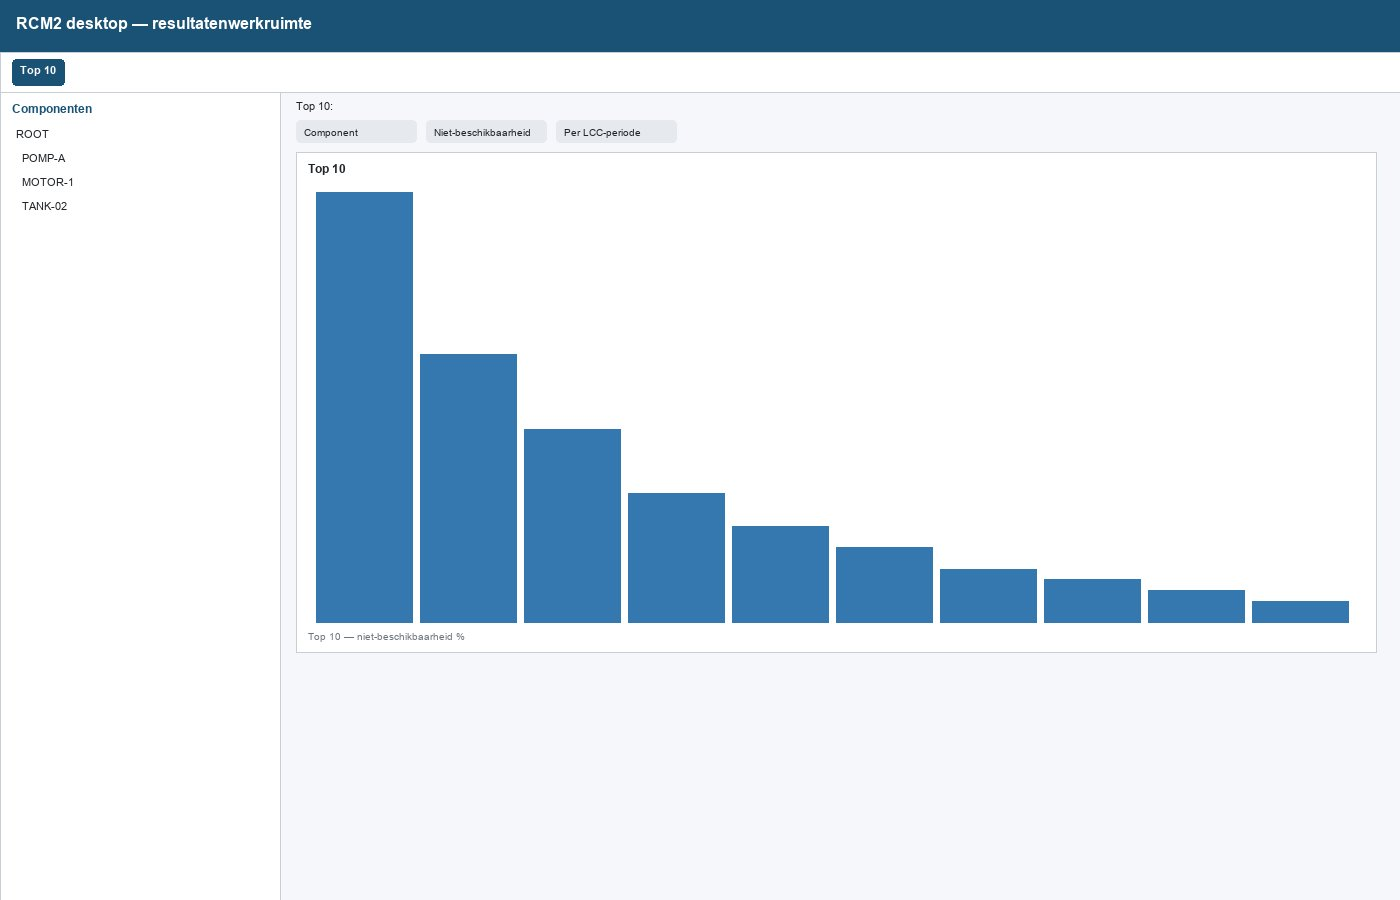 RCM2 desktop — resultatenwerkruimte
Top 10
Componenten
ROOT
POMP-A
MOTOR-1
TANK-02
Top 10:
Component
Niet-beschikbaarheid
Per LCC-periode
Top 10
Top 10 — niet-beschikbaarheid %